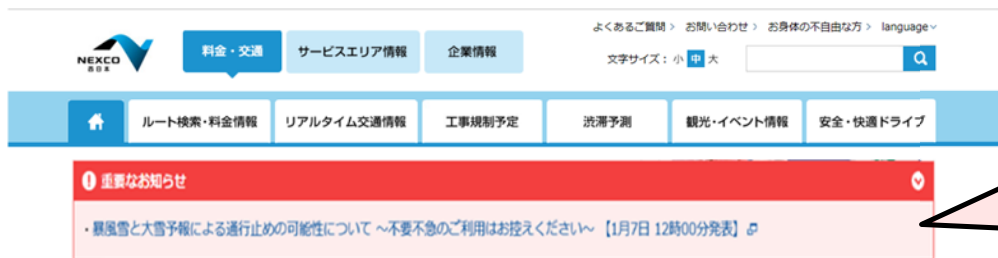 よくあるご質問 › お問い合わせ › お身体の不自由な方 › language
NEXCO
西日本
料金・交通
サービスエリア情報
企業情報
文字サイズ： 小 中 大
ルート検索・料金情報
リアルタイム交通情報
工事規制予定
渋滞予測
観光・イベント情報
安全・快適ドライブ
重要なお知らせ
・暴風雪と大雪予報による通行止めの可能性について ～不要不急のご利用はお控えください～ 【1月7日 12時00分発表】